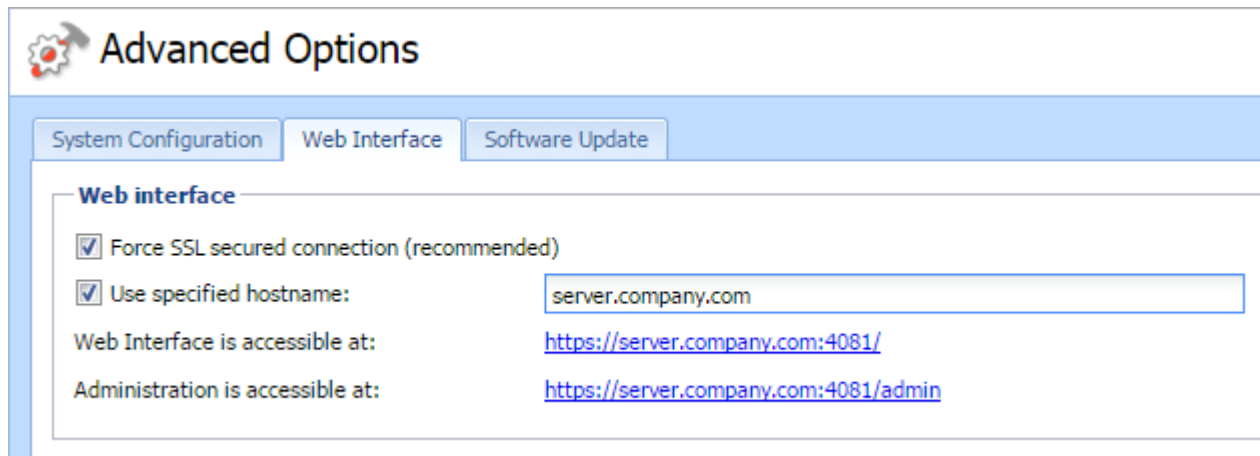 Advanced Options
System Configuration Web Interface Software Update
Web interface
Force SSL secured connection (recommended)
Use specified hostname: server.company.com
Web Interface is accessible at: https://server.company.com:4081/
Administration is accessible at: https://server.company.com:4081/admin